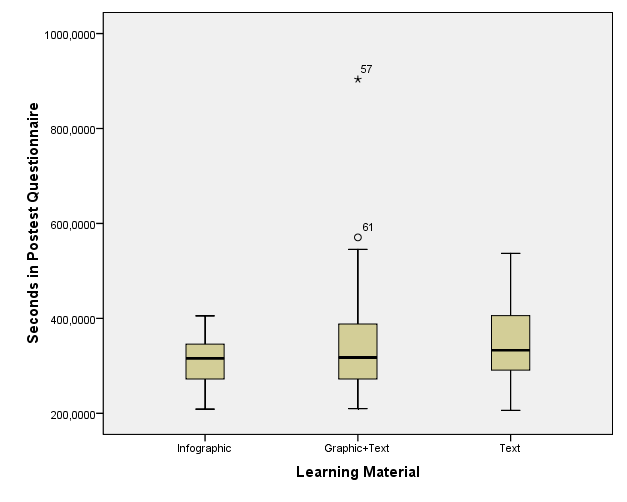 1000,0000
800,0000
600,0000
400,0000
200,0000
Seconds in Postest Questionnaire
57
61
Infographic
Graphic+Text
Text
Learning Material